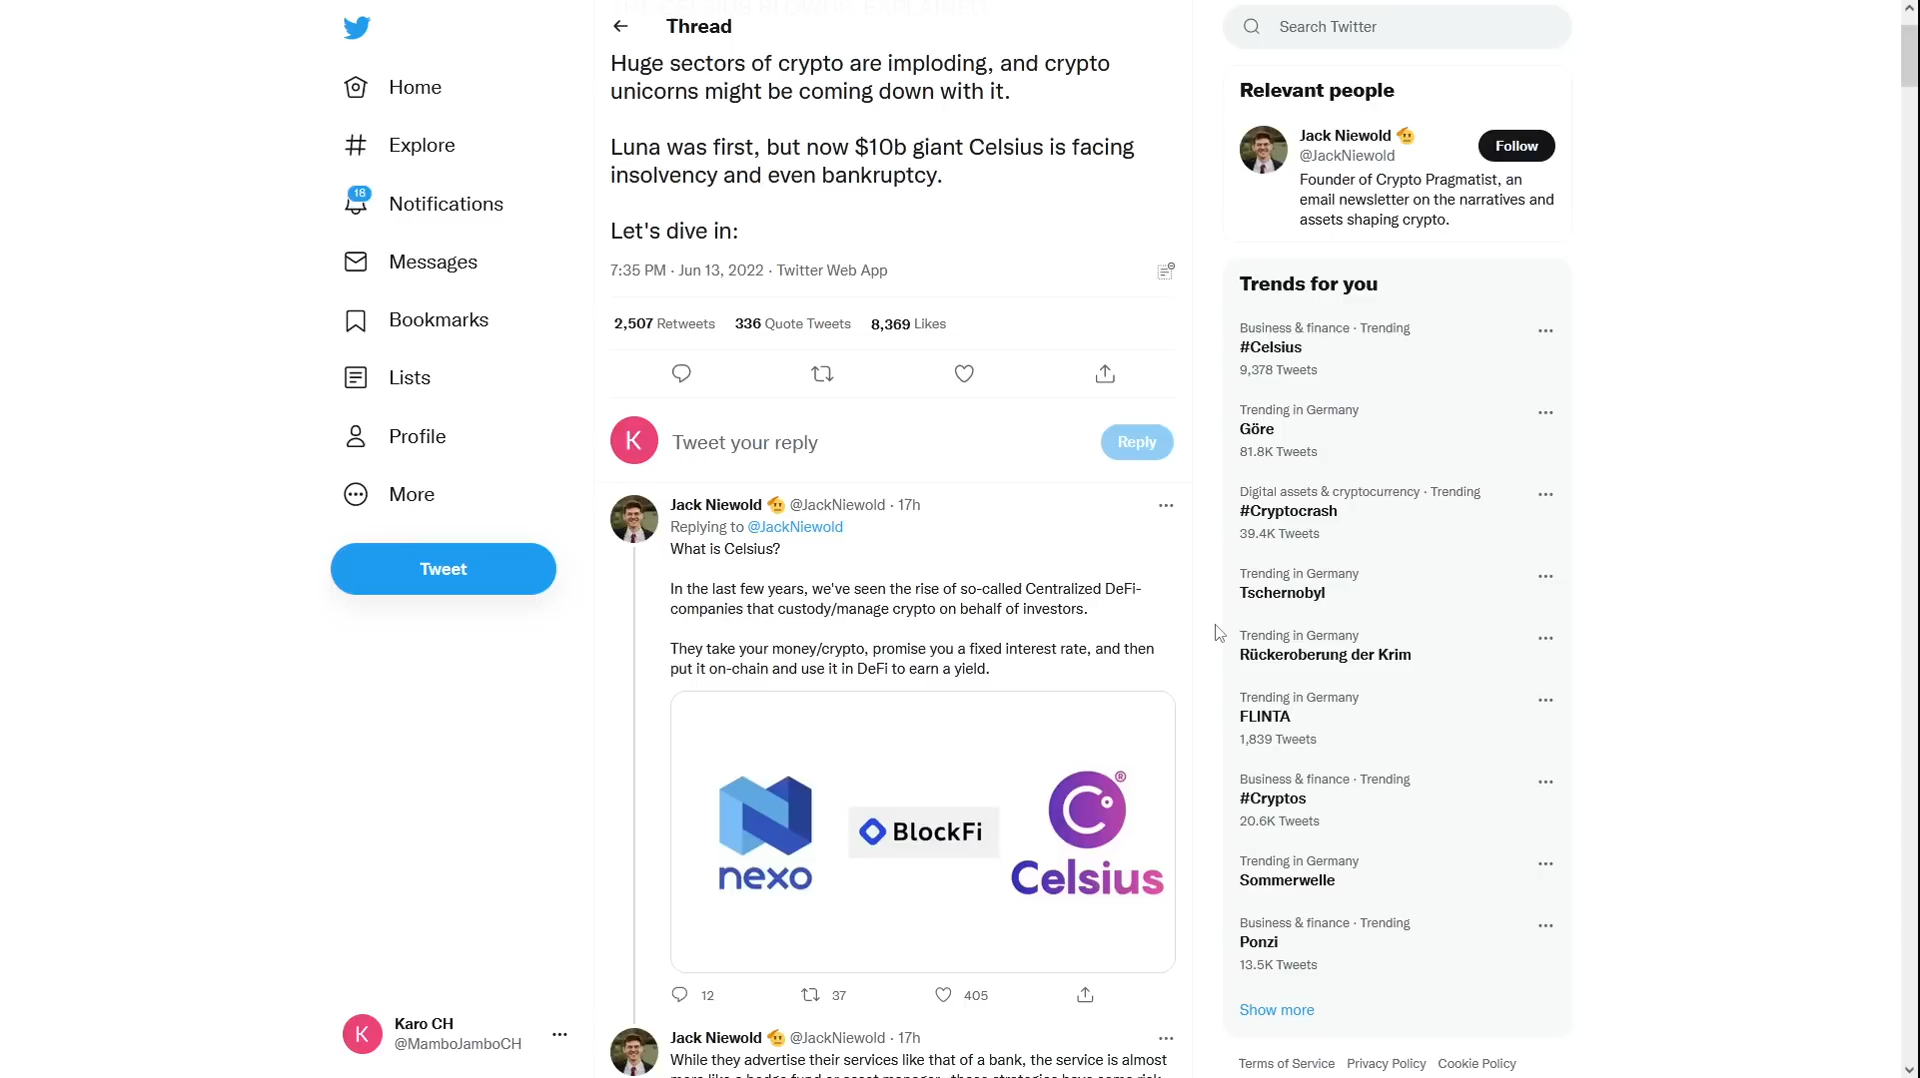 Home
Explore
18
Notifications
Messages
Bookmarks
Lists
Profile
More
Tweet
K
Karo CH
@MamboJamboCH
Thread
Huge sectors of crypto are imploding, and crypto
unicorns might be coming down with it.
Luna was first, but now $10b giant Celsius is facing
insolvency and even bankruptcy.
Let's dive in:
7:35 PM · Jun 13, 2022 · Twitter Web App
2,507 Retweets 336 Quote Tweets 8,369 Likes
K
Tweet your reply
Reply
Jack Niewold @JackNiewold · 17h
Replying to @JackNiewold
What is Celsius?
In the last few years, we've seen the rise of so-called Centralized DeFi-
companies that custody/manage crypto on behalf of investors.
They take your money/crypto, promise you a fixed interest rate, and then
put it on-chain and use it in DeFi to earn a yield.
nexo
BlockFi
Celsius®
12 37 405
Jack Niewold @JackNiewold · 17h
While they advertise their services like that of a bank, the service is almost
Search Twitter
Relevant people
Jack Niewold
@JackNiewold
Follow
Founder of Crypto Pragmatist, an
email newsletter on the narratives and
assets shaping crypto.
Trends for you
Business & finance · Trending
#Celsius
9,378 Tweets
Trending in Germany
Göre
81.8K Tweets
Digital assets & cryptocurrency · Trending
#Cryptocrash
39.4K Tweets
Trending in Germany
Tschernobyl
Trending in Germany
Rückeroberung der Krim
Trending in Germany
FLINTA
1,839 Tweets
Business & finance · Trending
#Cryptos
20.6K Tweets
Trending in Germany
Sommerwelle
Business & finance · Trending
Ponzi
13.5K Tweets
Show more
Terms of Service Privacy Policy Cookie Policy